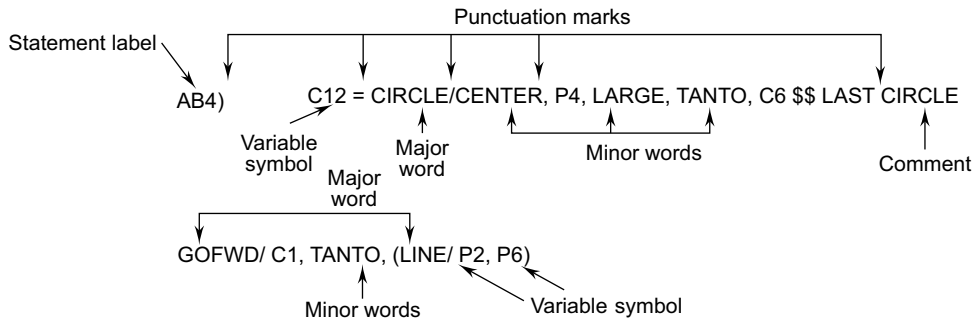 Punctuation marks
Statement label
AB4) C12 = CIRCLE/CENTER, P4, LARGE, TANTO, C6 $$ LAST CIRCLE
Variable symbol
Major word
Minor words
Comment
Major word
GOFWD/ C1, TANTO, (LINE/ P2, P6)
Minor words
Variable symbol